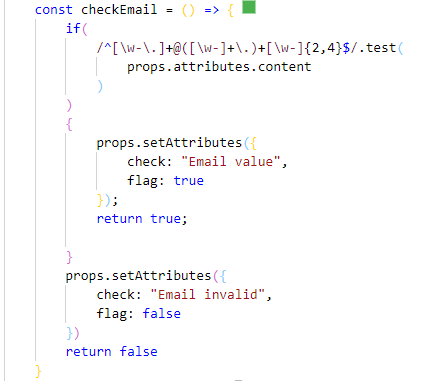 const checkEmail = () => {
if(
/^[\w-\.]+@([\w-]+\.)+[\w-]{2,4}$/.test(
props.attributes.content
)
)
{
props.setAttributes({
check: "Email value",
flag: true
});
return true;
}
props.setAttributes({
check: "Email invalid",
flag: false
})
return false
}